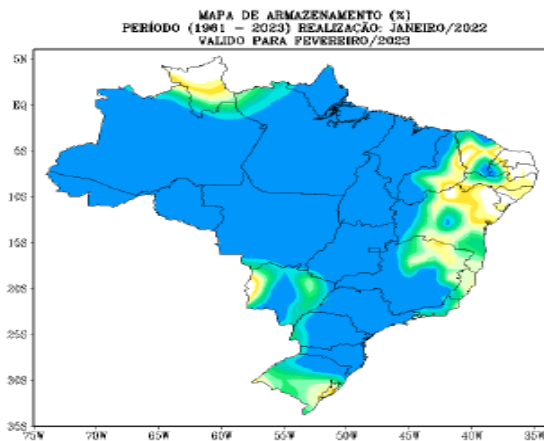 MAPA DE ARMAZENAMENTO (%)
PERÍODO (1961 – 2023) REALIZAÇÃO: JANEIRO/2022
VALIDO PARA FEVEREIRO/2023
5N
EQ
5S
10S
15S
20S
25S
30S
35S
75W 70W 65W 60W 55W 50W 45W 40W 35W